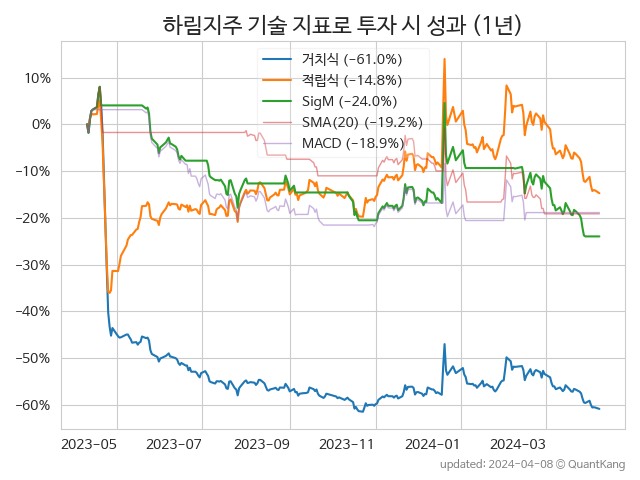 하림지주 기술 지표로 투자 시 성과 (1년)
거치식 (−61.0%)
적립식 (−14.8%)
SigM (−24.0%)
SMA(20) (−19.2%)
MACD (−18.9%)
10%
0%
−10%
−20%
−30%
−40%
−50%
−60%
2023-05 2023-07 2023-09 2023-11 2024-01 2024-03
updated: 2024-04-08 © QuantKang